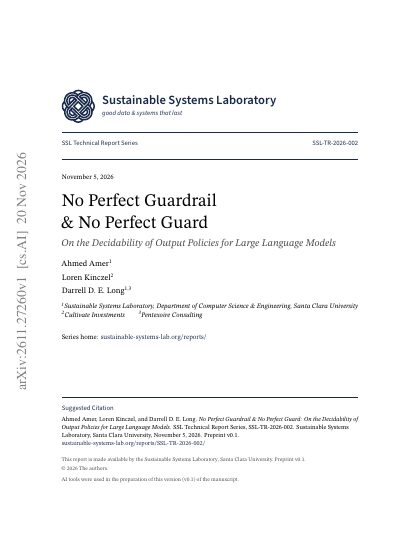 Sustainable Systems Laboratory
good data & systems that last
SSL Technical Report Series
SSL-TR-2026-002
November 5, 2026
No Perfect Guardrail
& No Perfect Guard
On the Decidability of Output Policies for Large Language Models
Ahmed Amer1
Loren Kinczel2
Darrell D. E. Long1,3
1Sustainable Systems Laboratory, Department of Computer Science & Engineering, Santa Clara University
2Cultivate Investments 3Pentesoire Consulting
Series home: sustainable-systems-lab.org/reports/
Suggested Citation
Ahmed Amer, Loren Kinczel, and Darrell D. E. Long. No Perfect Guardrail & No Perfect Guard: On the Decidability of
Output Policies for Large Language Models. SSL Technical Report Series, SSL-TR-2026-002. Sustainable Systems
Laboratory, Santa Clara University, November 5, 2026. Preprint v0.1.
sustainable-systems-lab.org/reports/SSL-TR-2026-002/
This report is made available by the Sustainable Systems Laboratory, Santa Clara University. Preprint v0.1.
© 2026 The authors.
AI tools were used in the preparation of this version (v0.1) of the manuscript.
arXiv:2611.27260v1 [cs.AI] 20 Nov 2026